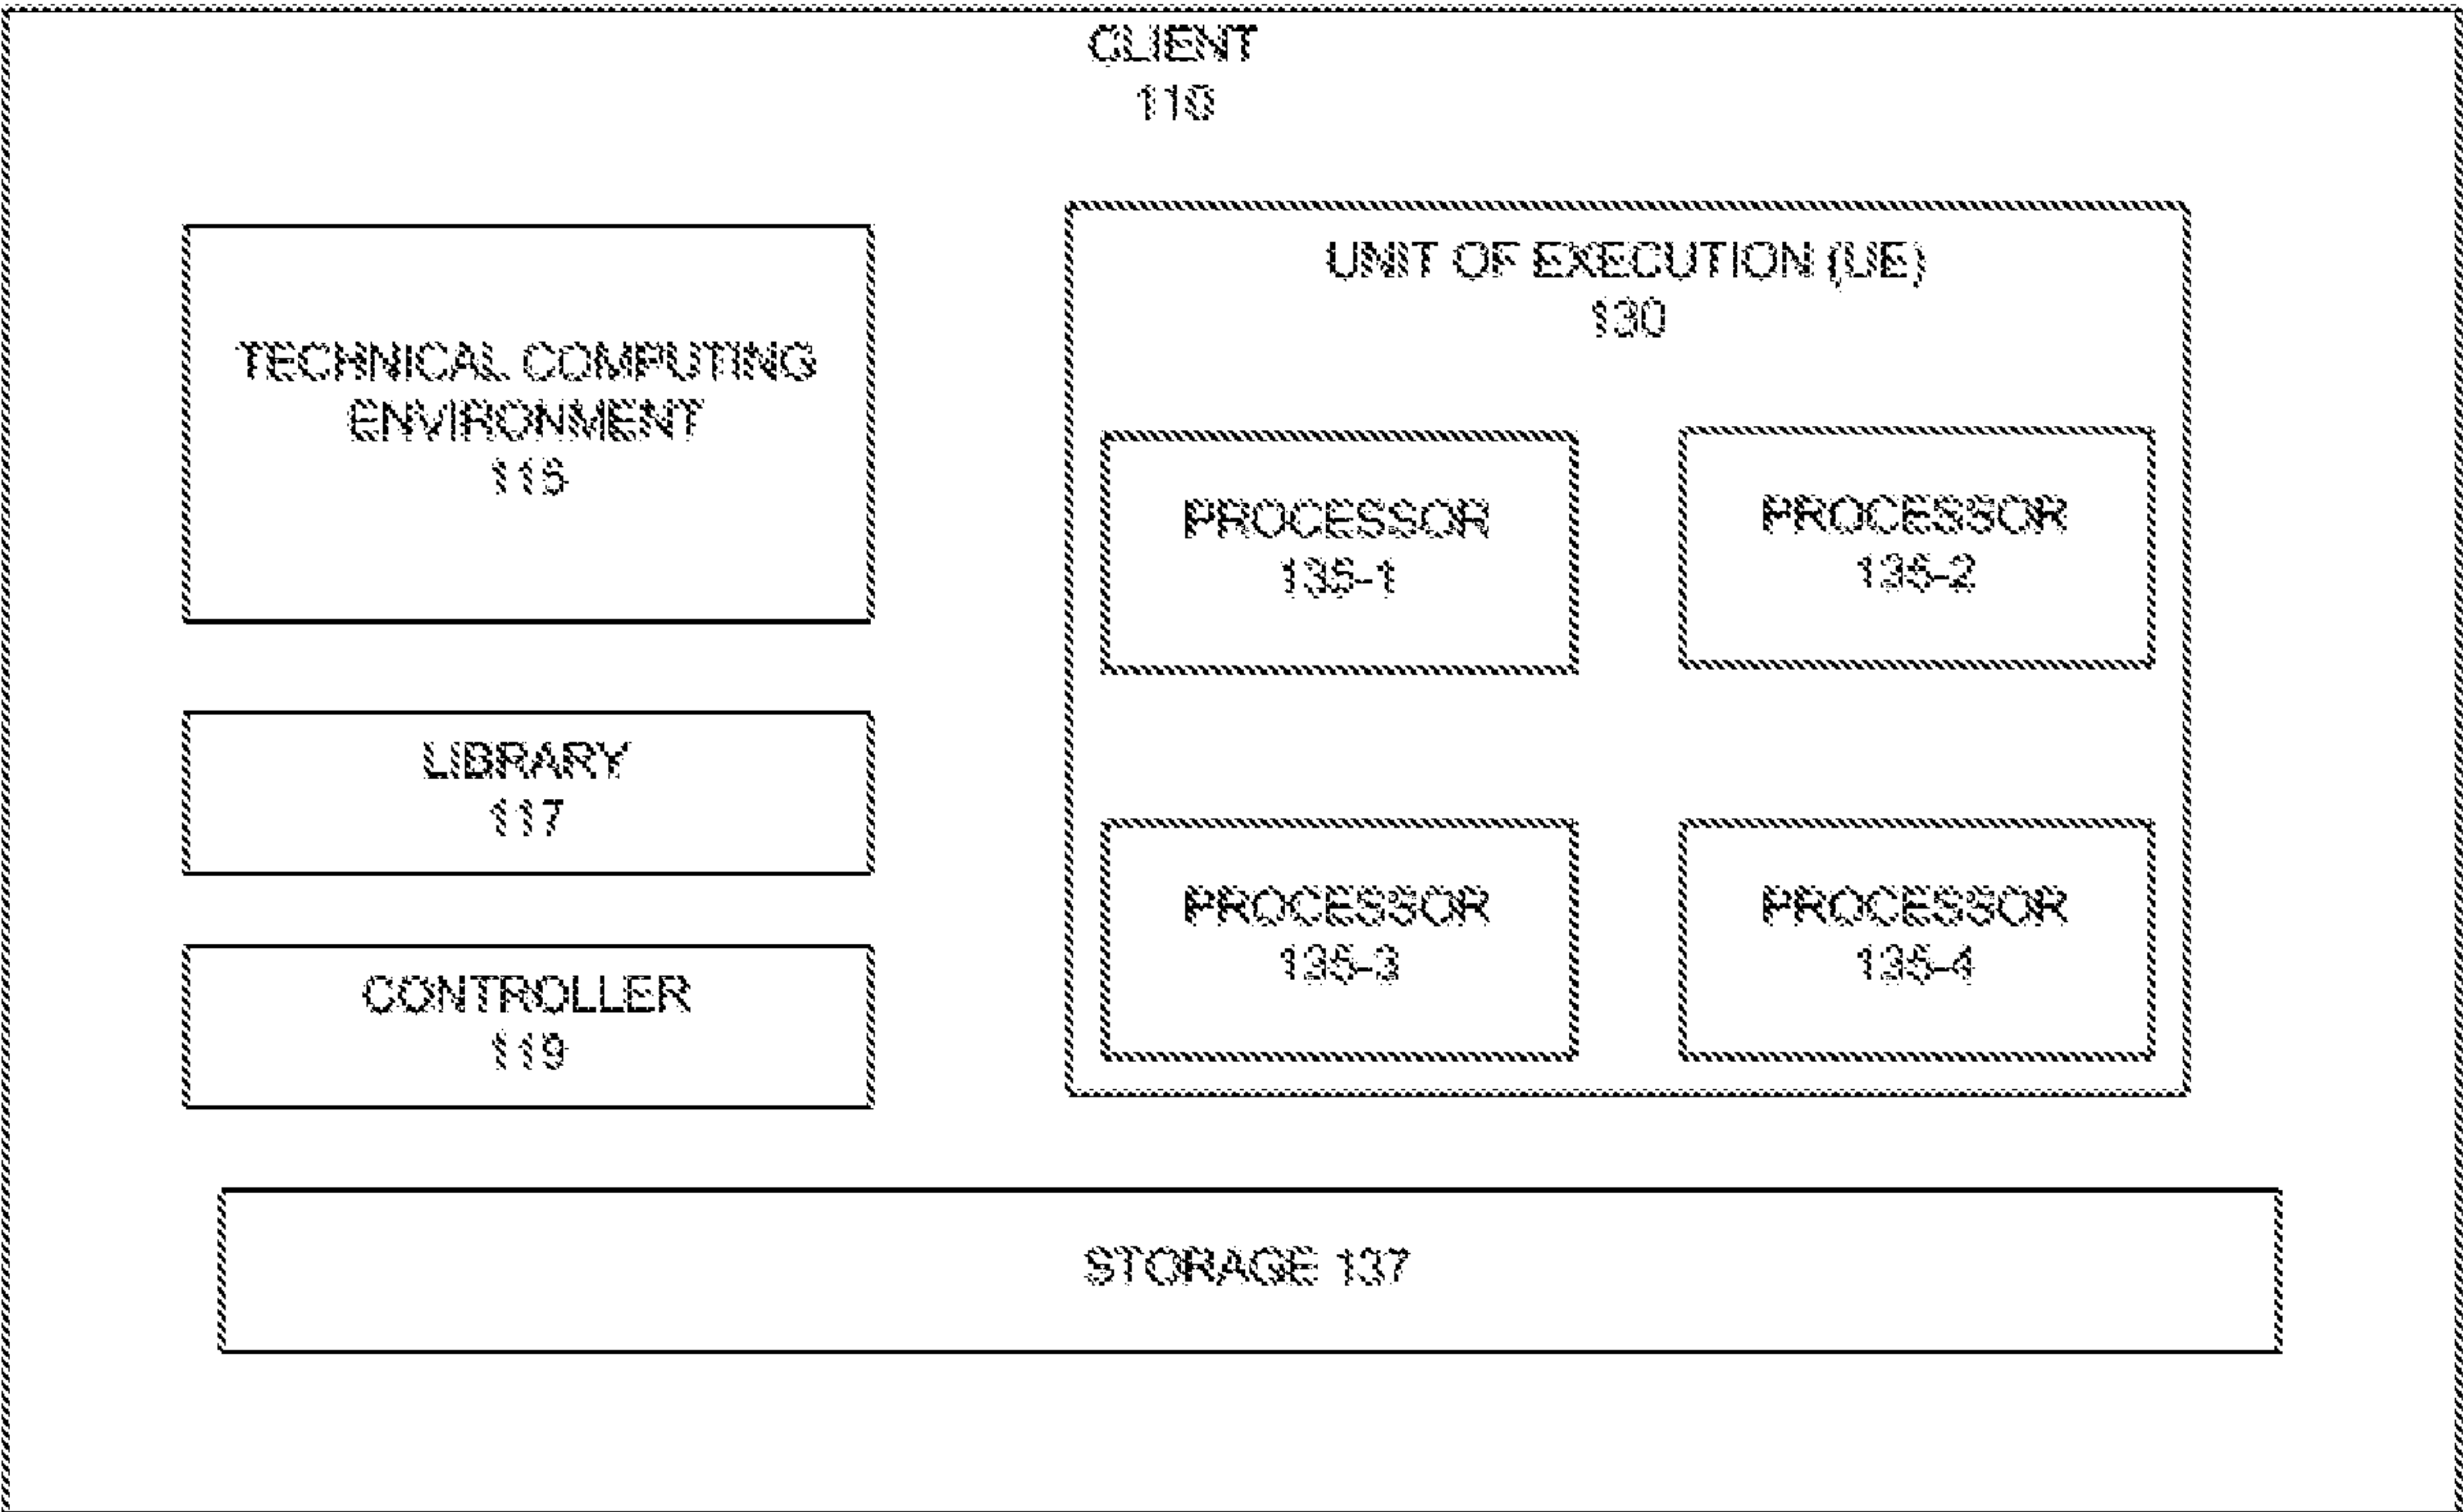 CLIENT
110
TECHNICAL COMPUTING
ENVIRONMENT
115
LIBRARY
117
CONTROLLER
119
UNIT OF EXECUTION (UE)
130
PROCESSOR
135-1
PROCESSOR
135-2
PROCESSOR
135-3
PROCESSOR
135-4
STORAGE 137